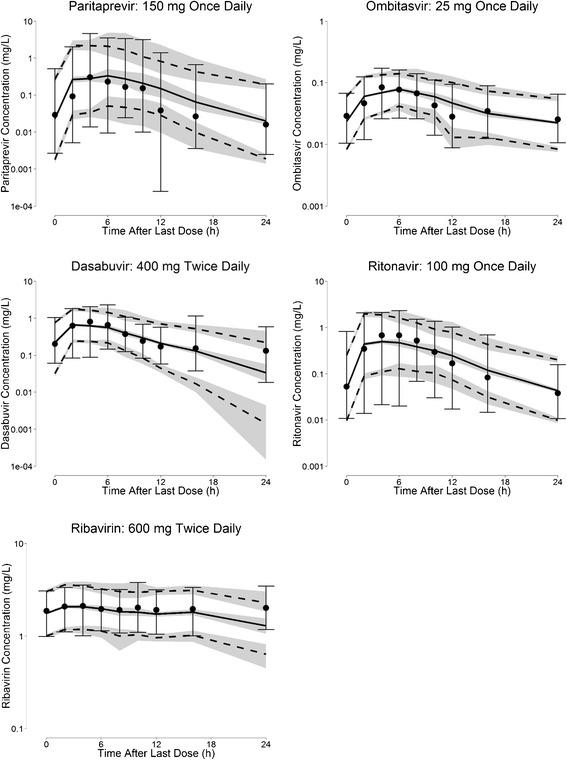 Paritaprevir: 150 mg Once Daily
Paritaprevir Concentration (mg/L)
10
1
0.1
0.01
0.001
1e-04
0 6 12 18 24
Time After Last Dose (h)
Ombitasvir: 25 mg Once Daily
Ombitasvir Concentration (mg/L)
1
0.1
0.01
0.001
0 6 12 18 24
Time After Last Dose (h)
Dasabuvir: 400 mg Twice Daily
Dasabuvir Concentration (mg/L)
10
1
0.1
0.01
0.001
1e-04
0 6 12 18 24
Time After Last Dose (h)
Ritonavir: 100 mg Once Daily
Ritonavir Concentration (mg/L)
10
1
0.1
0.01
0.001
0 6 12 18 24
Time After Last Dose (h)
Ribavirin: 600 mg Twice Daily
Ribavirin Concentration (mg/L)
10
1
0.1
0 6 12 18 24
Time After Last Dose (h)